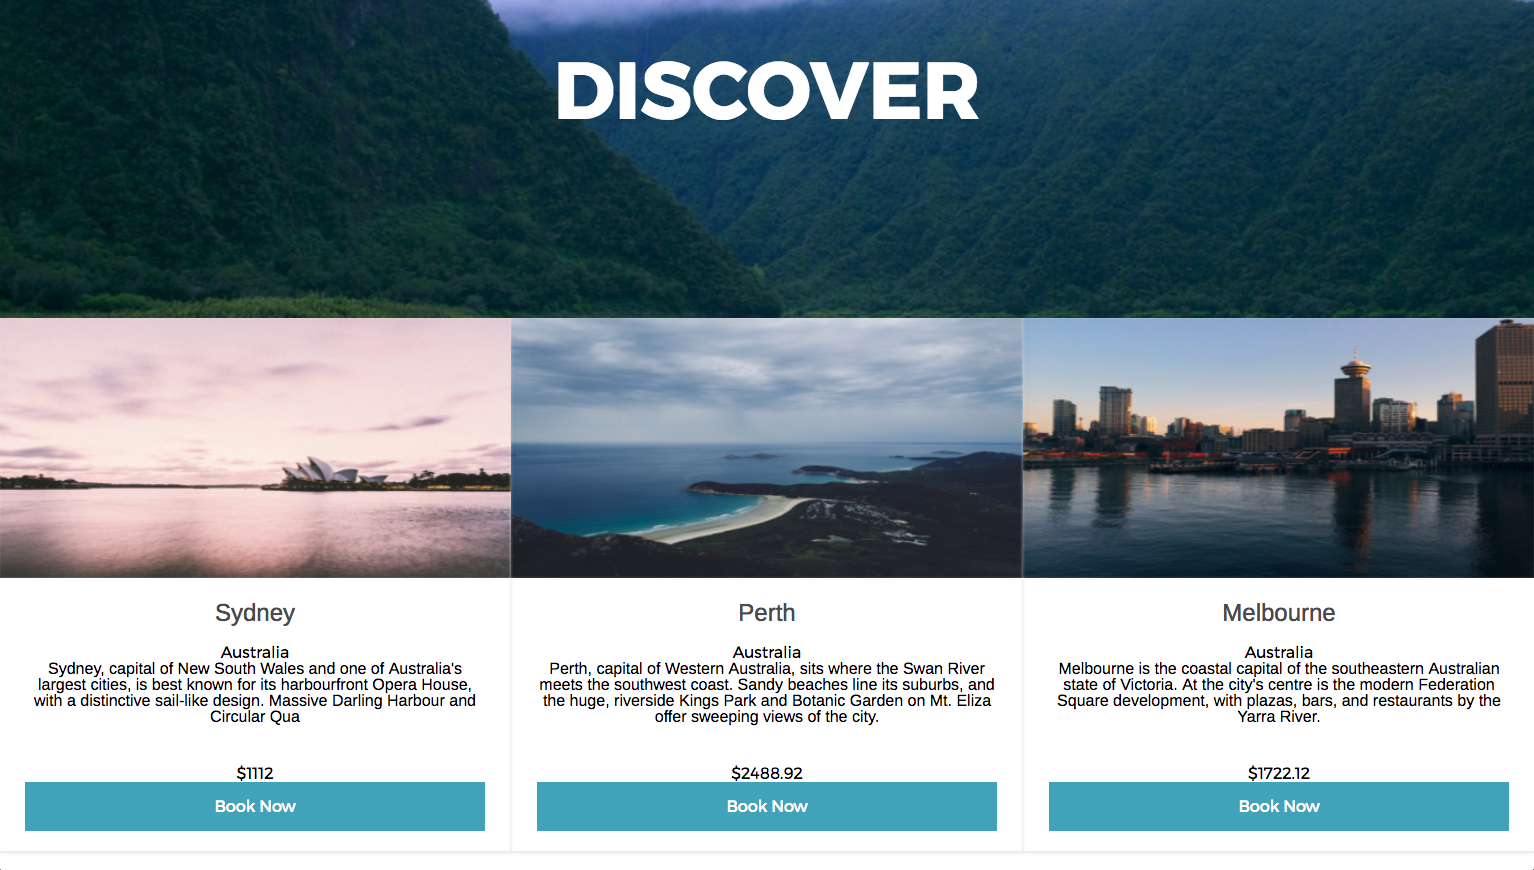 DISCOVER
Sydney
Australia
Sydney, capital of New South Wales and one of Australia's
largest cities, is best known for its harbourfront Opera House,
with a distinctive sail-like design. Massive Darling Harbour and
Circular Qua
$1112
Book Now
Perth
Australia
Perth, capital of Western Australia, sits where the Swan River
meets the southwest coast. Sandy beaches line its suburbs, and
the huge, riverside Kings Park and Botanic Garden on Mt. Eliza
offer sweeping views of the city.
$2488.92
Book Now
Melbourne
Australia
Melbourne is the coastal capital of the southeastern Australian
state of Victoria. At the city's centre is the modern Federation
Square development, with plazas, bars, and restaurants by the
Yarra River.
$1722.12
Book Now